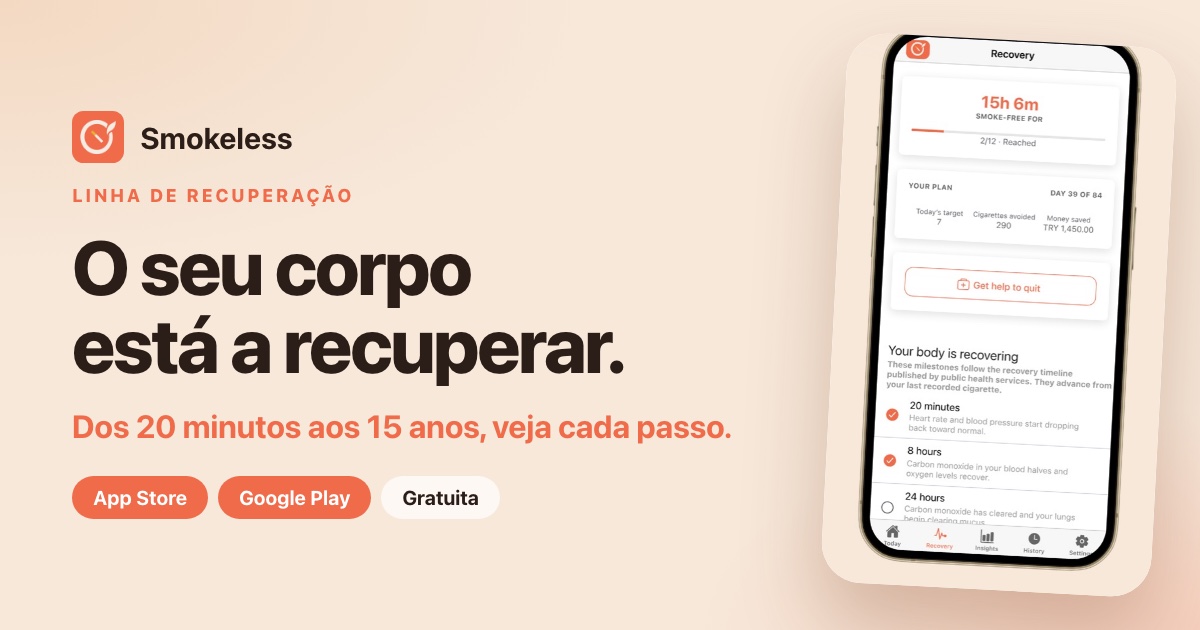 Smokeless
LINHA DE RECUPERAÇÃO
O seu corpo
está a recuperar.
Dos 20 minutos aos 15 anos, veja cada passo.
App Store
Google Play
Gratuita
Recovery
15h 6m
SMOKE-FREE FOR
2/12 · Reached
YOUR PLAN
DAY 39 OF 84
Today's target
Cigarettes avoided
Money saved
7
290
TRY 1,450.00
Get help to quit
Your body is recovering
These milestones follow the recovery timeline
published by public health services. They advance from
your last recorded cigarette.
20 minutes
Heart rate and blood pressure start dropping
back toward normal.
8 hours
Carbon monoxide in your blood halves and
oxygen levels recover.
24 hours
Carbon monoxide has cleared and your lungs
begin clearing mucus.
Today
Recovery
Insights
History
Settings